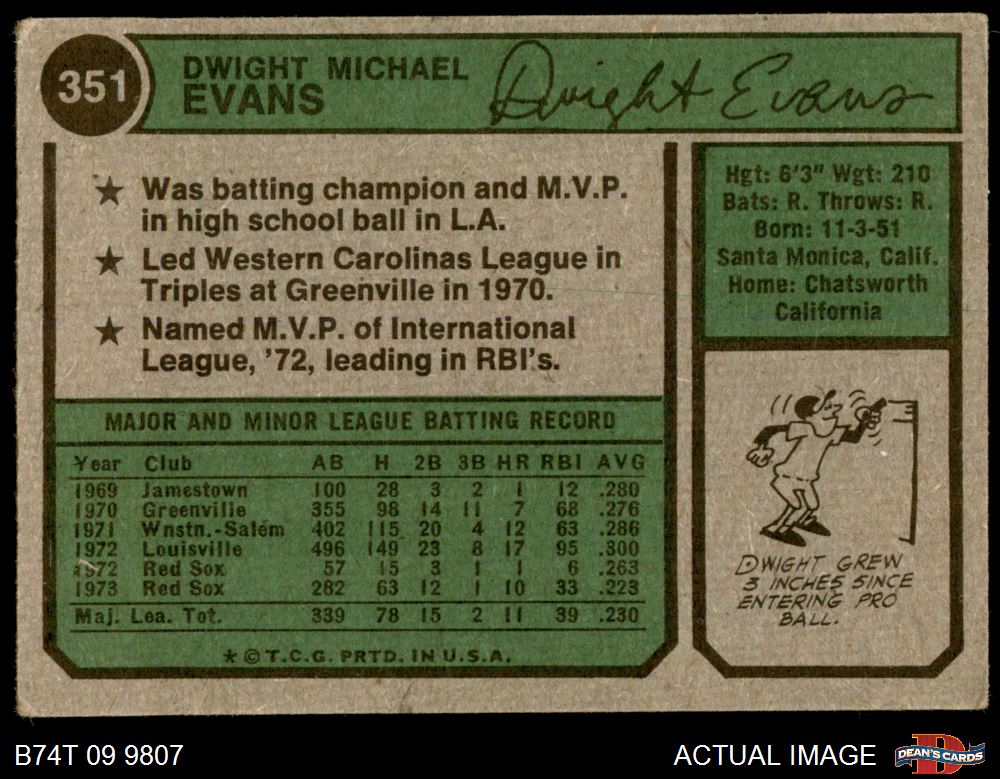 351
DWIGHT MICHAEL
EVANS
Dwight Evans
★ Was batting champion and M.V.P.
in high school ball in L.A.
★ Led Western Carolinas League in
Triples at Greenville in 1970.
★ Named M.V.P. of International
League, '72, leading in RBI's.
Hgt: 6'3" Wgt: 210
Bats: R. Throws: R.
Born: 11-3-51
Santa Monica, Calif.
Home: Chatsworth
California
MAJOR AND MINOR LEAGUE BATTING RECORD
Year Club AB H 2B 3B HR RBI AVG
1969 Jamestown 100 28 3 2 1 12 .280
1970 Greenville 355 98 14 11 7 68 .276
1971 Wnstn.-Salem 402 115 20 4 12 63 .286
1972 Louisville 496 149 23 8 17 95 .300
1972 Red Sox 57 15 3 1 1 6 .263
1973 Red Sox 282 63 12 1 10 33 .223
Maj. Lea. Tot. 339 78 15 2 11 39 .230
* © T.C.G. PRTD. IN U.S.A.
DWIGHT GREW
3 INCHES SINCE
ENTERING PRO
BALL.
B74T 09 9807
ACTUAL IMAGE
DEAN'S CARDS